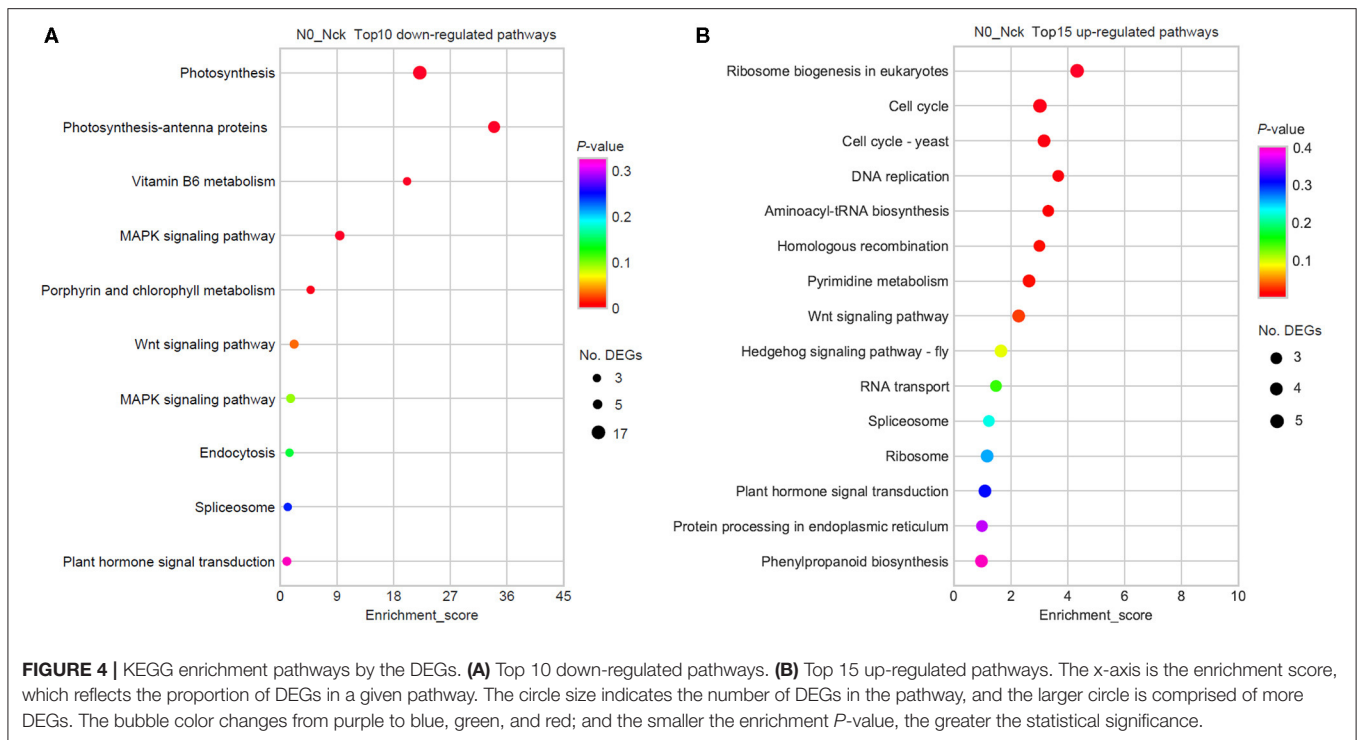 A
N0_Nck Top10 down-regulated pathways
Photosynthesis
Photosynthesis-antenna proteins
Vitamin B6 metabolism
MAPK signaling pathway
Porphyrin and chlorophyll metabolism
Wnt signaling pathway
MAPK signaling pathway
Endocytosis
Spliceosome
Plant hormone signal transduction
0 9 18 27 36 45
Enrichment_score
P-value
0.3
0.2
0.1
0
No. DEGs
3
5
17
B
N0_Nck Top15 up-regulated pathways
Ribosome biogenesis in eukaryotes
Cell cycle
Cell cycle - yeast
DNA replication
Aminoacyl-tRNA biosynthesis
Homologous recombination
Pyrimidine metabolism
Wnt signaling pathway
Hedgehog signaling pathway - fly
RNA transport
Spliceosome
Ribosome
Plant hormone signal transduction
Protein processing in endoplasmic reticulum
Phenylpropanoid biosynthesis
0 2 4 6 8 10
Enrichment_score
P-value
0.4
0.3
0.2
0.1
No. DEGs
3
4
5
FIGURE 4 | KEGG enrichment pathways by the DEGs. (A) Top 10 down-regulated pathways. (B) Top 15 up-regulated pathways. The x-axis is the enrichment score,
which reflects the proportion of DEGs in a given pathway. The circle size indicates the number of DEGs in the pathway, and the larger circle is comprised of more
DEGs. The bubble color changes from purple to blue, green, and red; and the smaller the enrichment P-value, the greater the statistical significance.